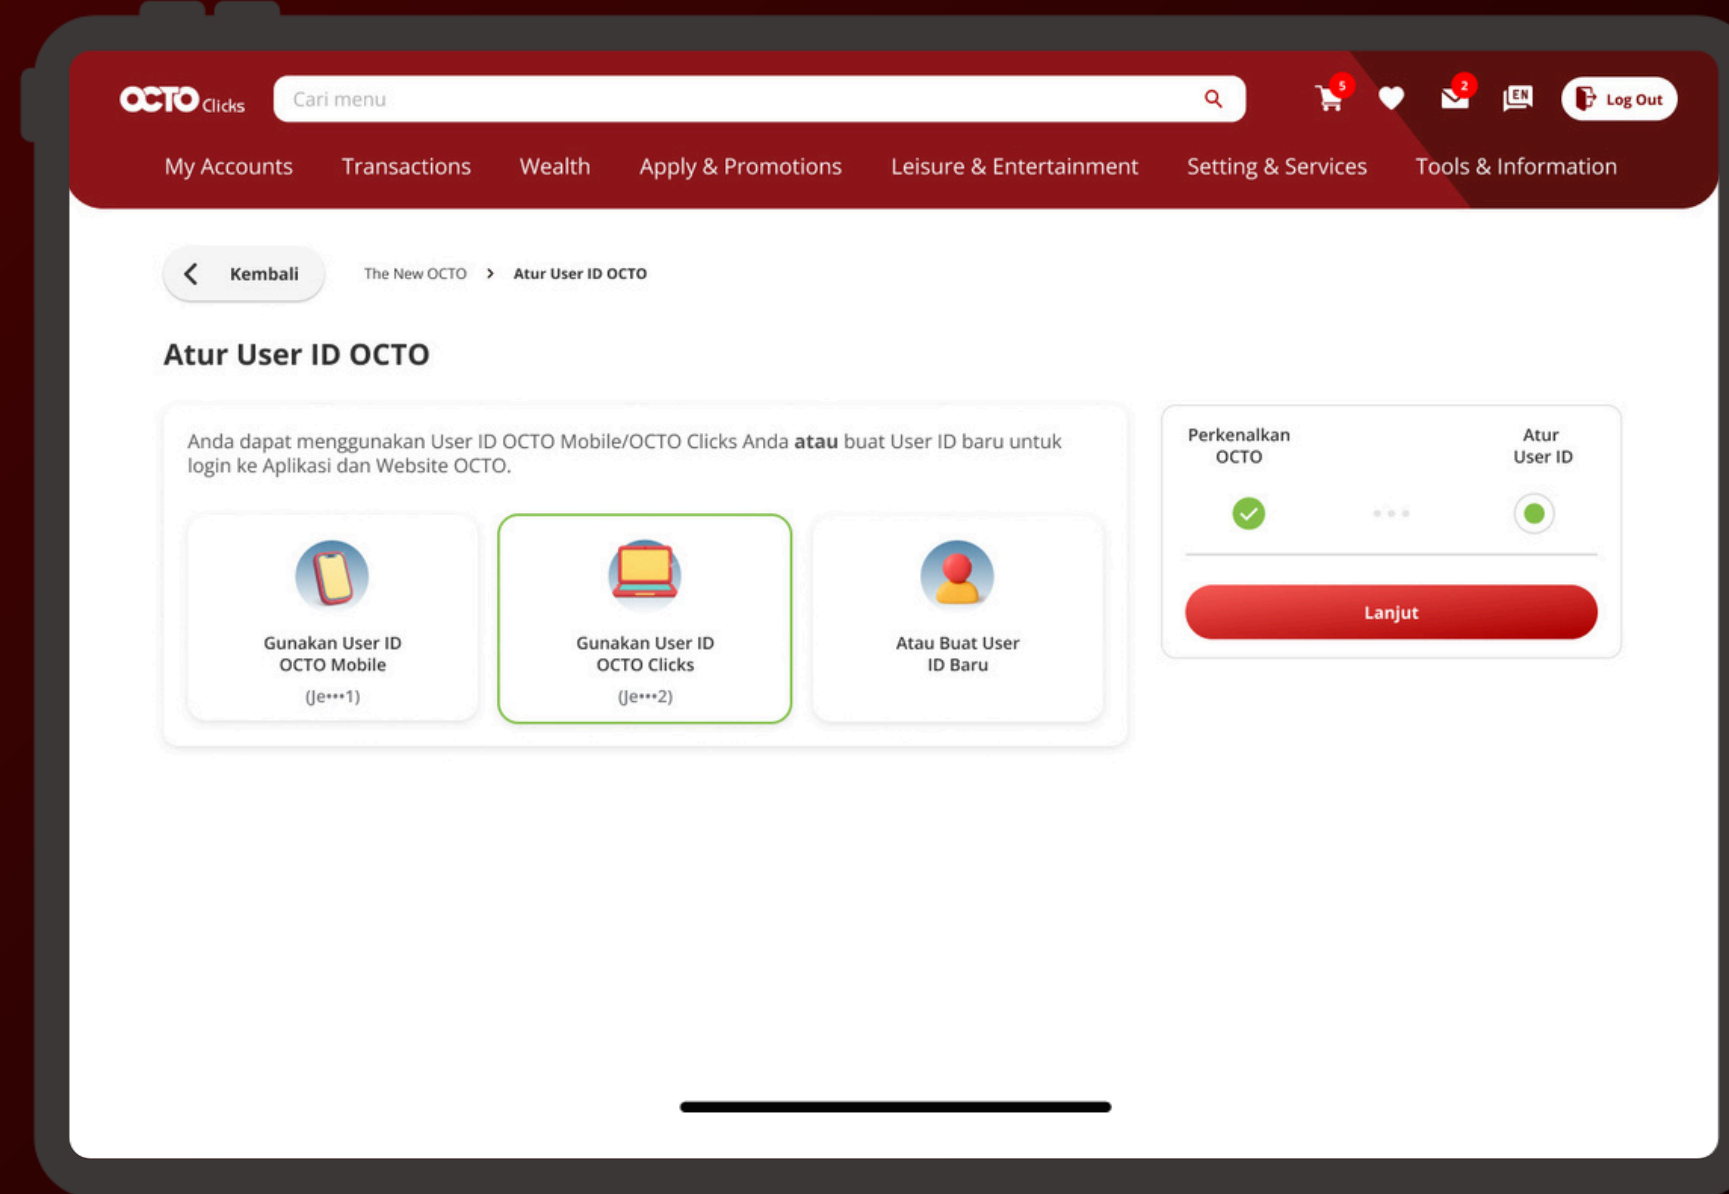 OCTO Clicks
Cari menu
5
2
EN
Log Out
My Accounts
Transactions
Wealth
Apply & Promotions
Leisure & Entertainment
Setting & Services
Tools & Information
Kembali
The New OCTO > Atur User ID OCTO
Atur User ID OCTO
Anda dapat menggunakan User ID OCTO Mobile/OCTO Clicks Anda atau buat User ID baru untuk
login ke Aplikasi dan Website OCTO.
Gunakan User ID
OCTO Mobile
(Je•••1)
Gunakan User ID
OCTO Clicks
(Je•••2)
Atau Buat User
ID Baru
Perkenalkan
OCTO
Atur
User ID
Lanjut